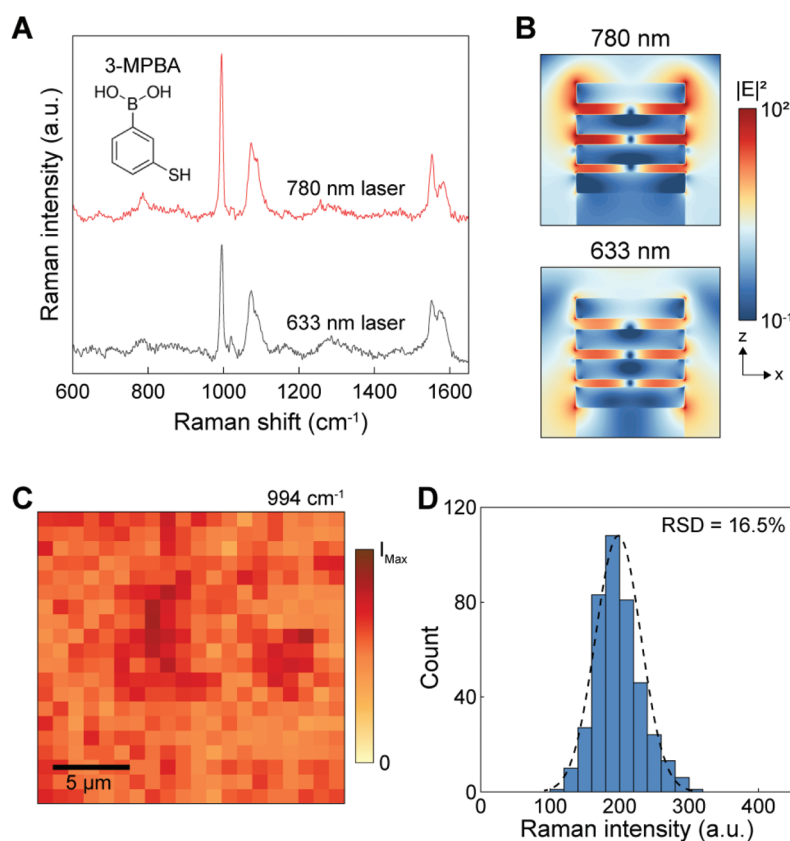 A
3-MPBA
HO
OH
B
SH
780 nm laser
633 nm laser
Raman intensity (a.u.)
600 800 1000 1200 1400 1600
Raman shift (cm⁻¹)
B
780 nm
|E|²
10²
633 nm
10⁻¹
z
x
C
994 cm⁻¹
I_Max
0
5 µm
D
120
RSD = 16.5%
80
40
0
Count
0 100 200 300 400
Raman intensity (a.u.)